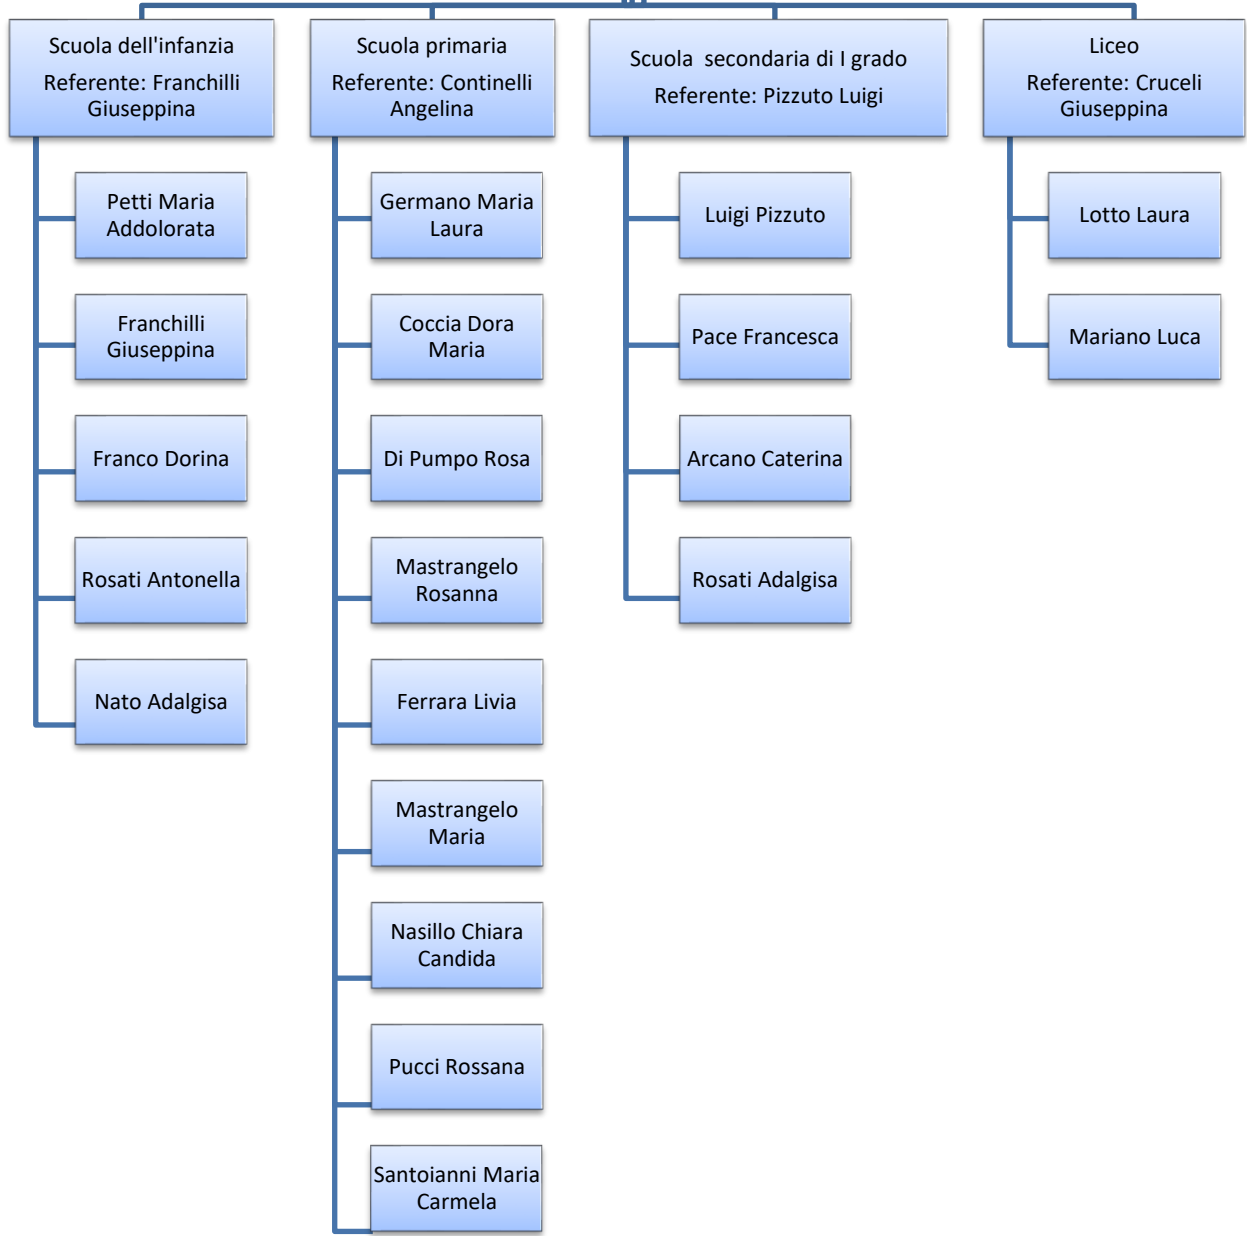 Scuola dell'infanzia
Referente: Franchilli
Giuseppina
Petti Maria
Addolorata
Franchilli
Giuseppina
Franco Dorina
Rosati Antonella
Nato Adalgisa
Scuola primaria
Referente: Continelli
Angelina
Germano Maria
Laura
Coccia Dora
Maria
Di Pumpo Rosa
Mastrangelo
Rosanna
Ferrara Livia
Mastrangelo
Maria
Nasillo Chiara
Candida
Pucci Rossana
Santoianni Maria
Carmela
Scuola  secondaria di I grado
Referente: Pizzuto Luigi
Luigi Pizzuto
Pace Francesca
Arcano Caterina
Rosati Adalgisa
Liceo
Referente: Cruceli
Giuseppina
Lotto Laura
Mariano Luca